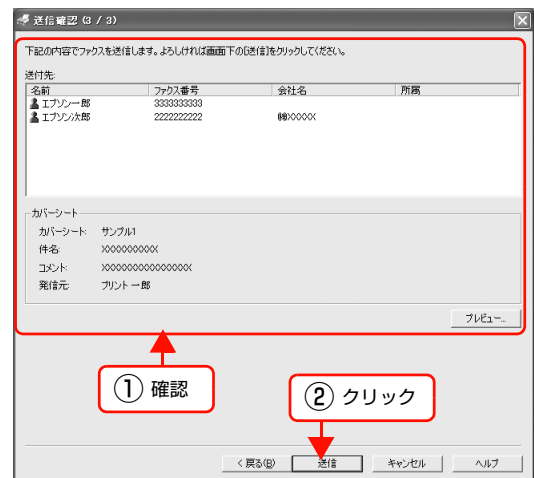 送信確認 (3 / 3)
下記の内容でファクスを送信します。よろしければ画面下の[送信]をクリックしてください。
送付先:
名前 ファクス番号 会社名 所属
エプソン一郎 3333333333
エプソン次郎 2222222222 ㈱XXXXX
カバーシート
カバーシート: サンプル1
件名: XXXXXXXXXX
コメント: XXXXXXXXXXXXXXXX
発信元: プリント 一郎
プレビュー...
① 確認
② クリック
< 戻る(B) 送信 キャンセル ヘルプ